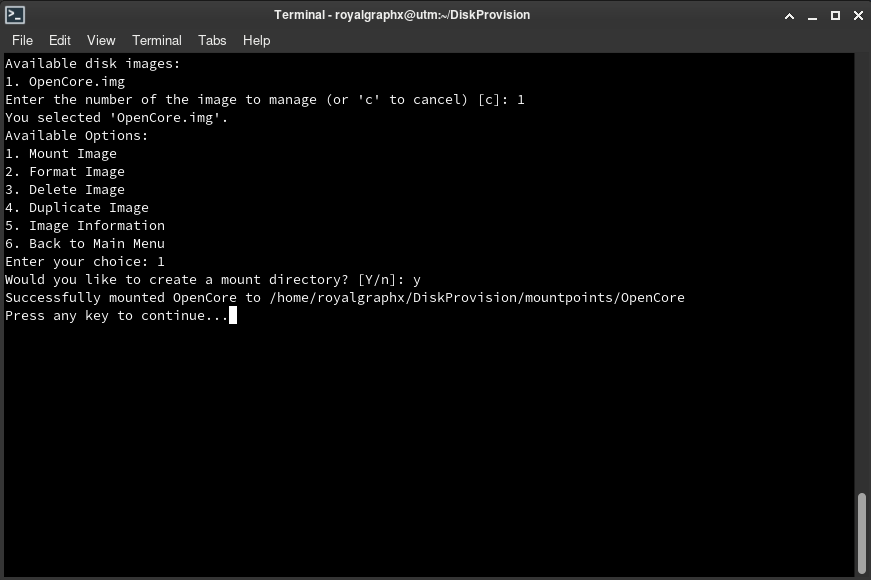 Terminal - royalgraphx@utm:~/DiskProvision
File Edit View Terminal Tabs Help
Available disk images:
1. OpenCore.img
Enter the number of the image to manage (or 'c' to cancel) [c]: 1
You selected 'OpenCore.img'.
Available Options:
1. Mount Image
2. Format Image
3. Delete Image
4. Duplicate Image
5. Image Information
6. Back to Main Menu
Enter your choice: 1
Would you like to create a mount directory? [Y/n]: y
Successfully mounted OpenCore to /home/royalgraphx/DiskProvision/mountpoints/OpenCore
Press any key to continue...